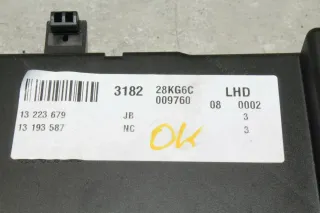 3182 28KG6C LHD
009760 08 0002
13 223 679 JB 3
13 193 587 NC 3
OK